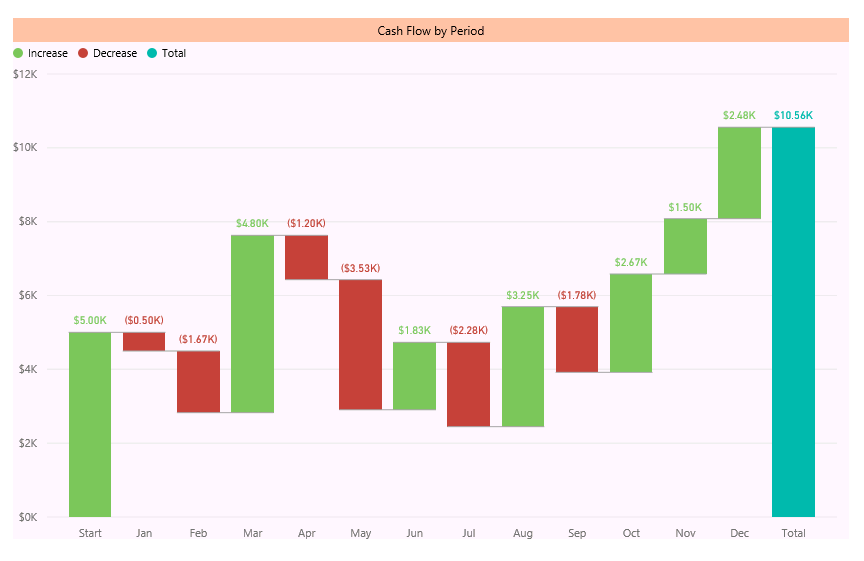 Cash Flow by Period
Increase Decrease Total
$12K
$10K
$8K
$6K
$4K
$2K
$0K
$5.00K
($0.50K)
($1.67K)
$4.80K
($1.20K)
($3.53K)
$1.83K
($2.28K)
$3.25K
($1.78K)
$2.67K
$1.50K
$2.48K
$10.56K
Start Jan Feb Mar Apr May Jun Jul Aug Sep Oct Nov Dec Total